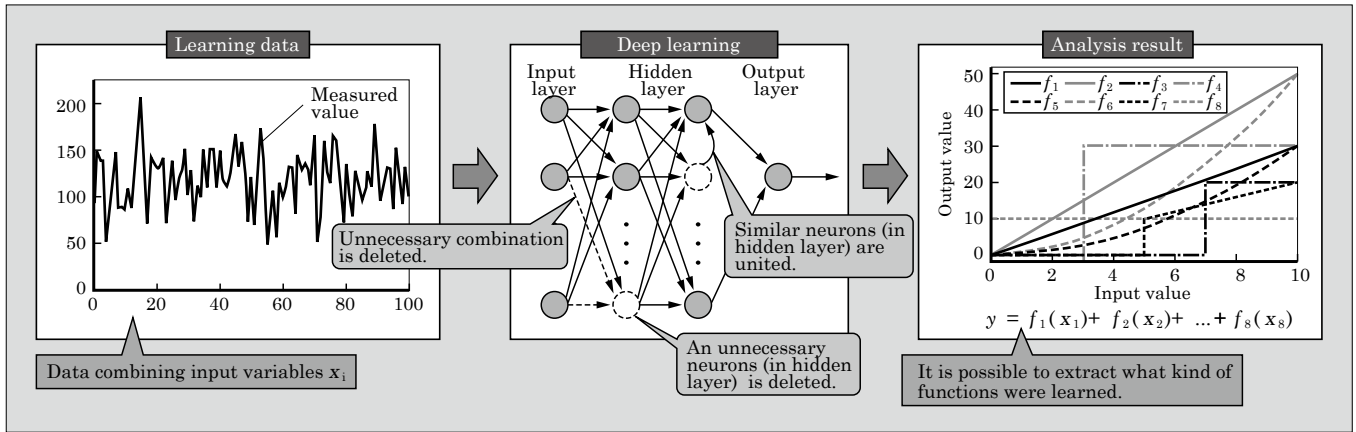 Learning data
200
150
100
50
0
0 20 40 60 80 100
Measured
value
Data combining input variables xi
Deep learning
Input
layer
Hidden
layer
Output
layer
Unnecessary combination
is deleted.
Similar neurons (in
hidden layer) are
united.
An unnecessary
neurons (in hidden
layer) is deleted.
Analysis result
f1 f2 f3 f4
f5 f6 f7 f8
Output value
50
40
30
20
10
0
0 2 4 6 8 10
Input value
y = f1(x1)+ f2(x2)+ ...+ f8(x8)
It is possible to extract what kind of
functions were learned.